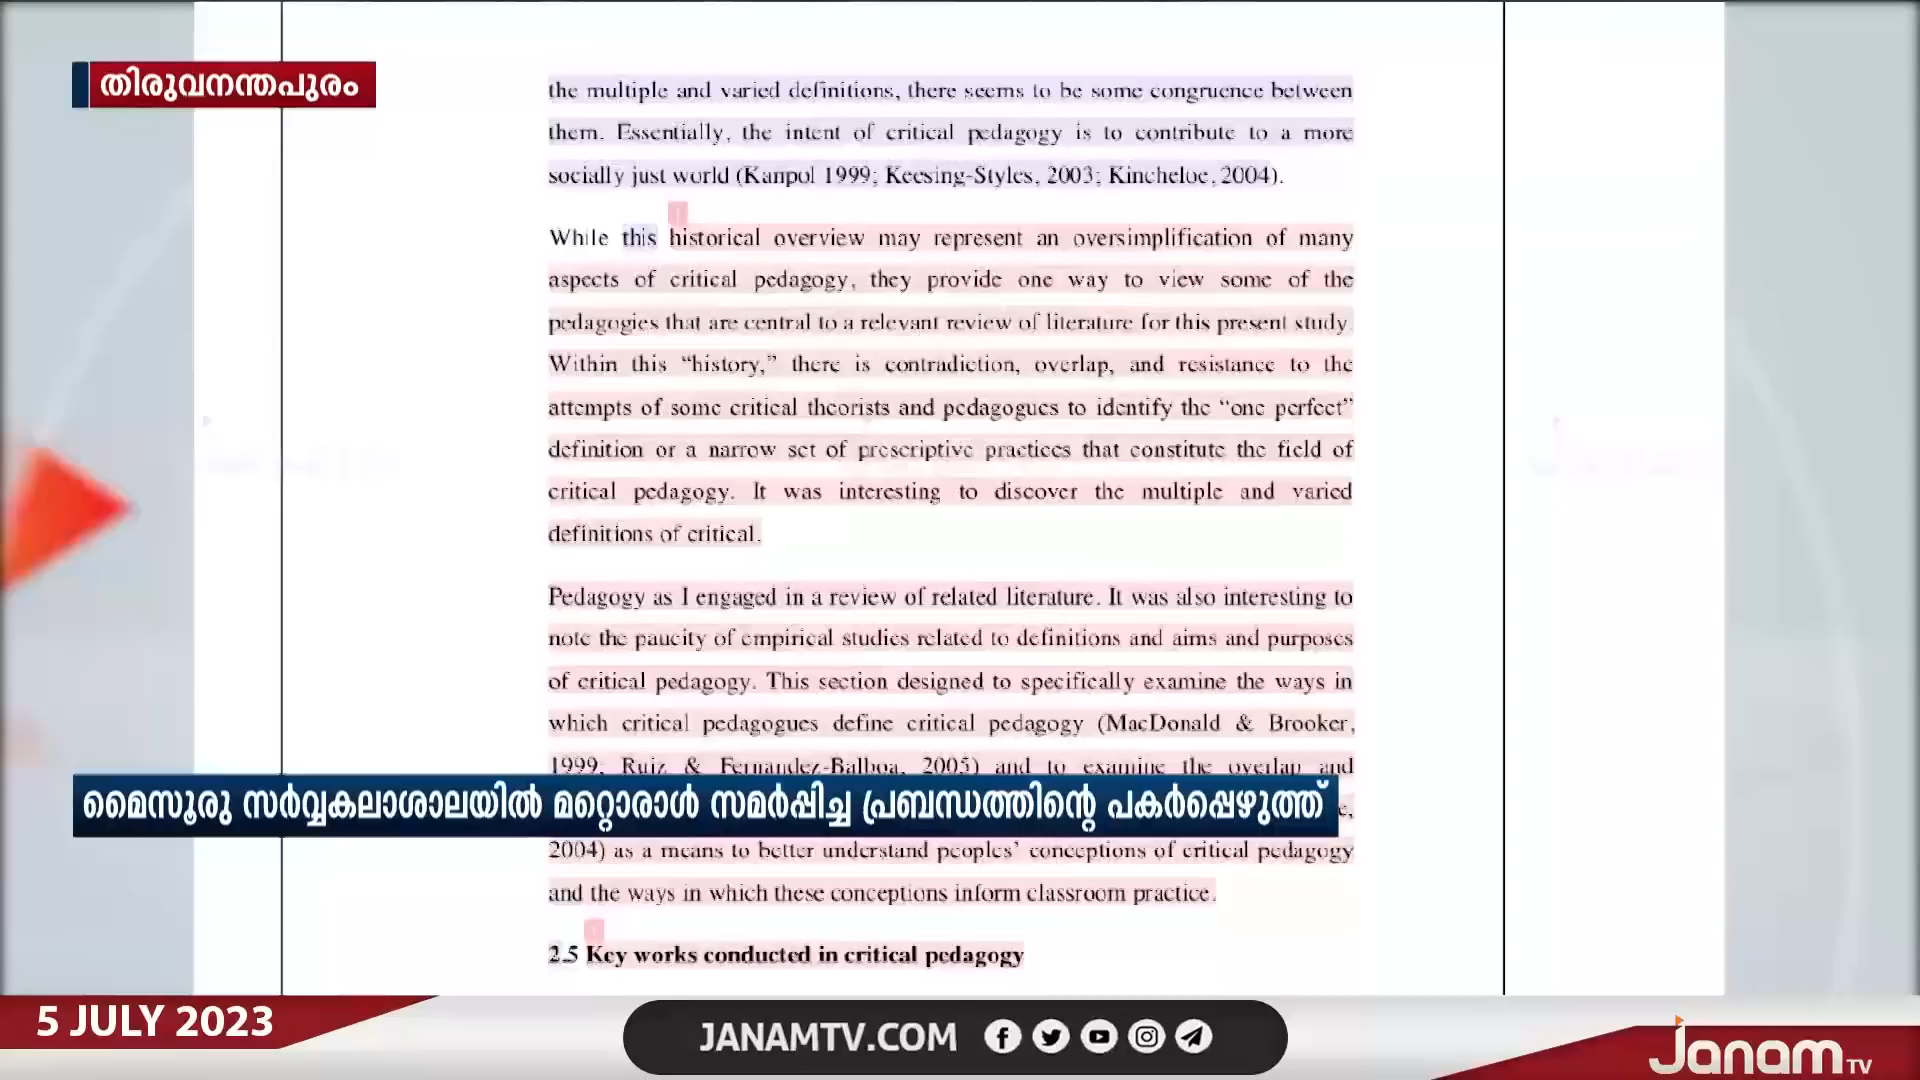 തിരുവനന്തപുരം
the multiple and varied definitions, there seems to be some congruence between
them. Essentially, the intent of critical pedagogy is to contribute to a more
socially just world (Kanpol 1999; Keesing-Styles, 2003; Kincheloe, 2004).
While this historical overview may represent an oversimplification of many
aspects of critical pedagogy, they provide one way to view some of the
pedagogies that are central to a relevant review of literature for this present study.
Within this “history,” there is contradiction, overlap, and resistance to the
attempts of some critical theorists and pedagogues to identify the “one perfect”
definition or a narrow set of prescriptive practices that constitute the field of
critical pedagogy. It was interesting to discover the multiple and varied
definitions of critical.
Pedagogy as I engaged in a review of related literature. It was also interesting to
note the paucity of empirical studies related to definitions and aims and purposes
of critical pedagogy. This section designed to specifically examine the ways in
which critical pedagogues define critical pedagogy (MacDonald & Brooker,
1999; Ruiz & Fernandez-Balboa, 2005) and to examine the overlap and
മൈസൂരു സർവ്വകലാശാലയിൽ മറ്റൊരാൾ സമർപ്പിച്ച പ്രബന്ധത്തിന്റെ പകർപ്പെഴുത്ത്
2004) as a means to better understand peoples’ conceptions of critical pedagogy
and the ways in which these conceptions inform classroom practice.
2.5 Key works conducted in critical pedagogy
5 JULY 2023
JANAMTV.COM
Janam TV